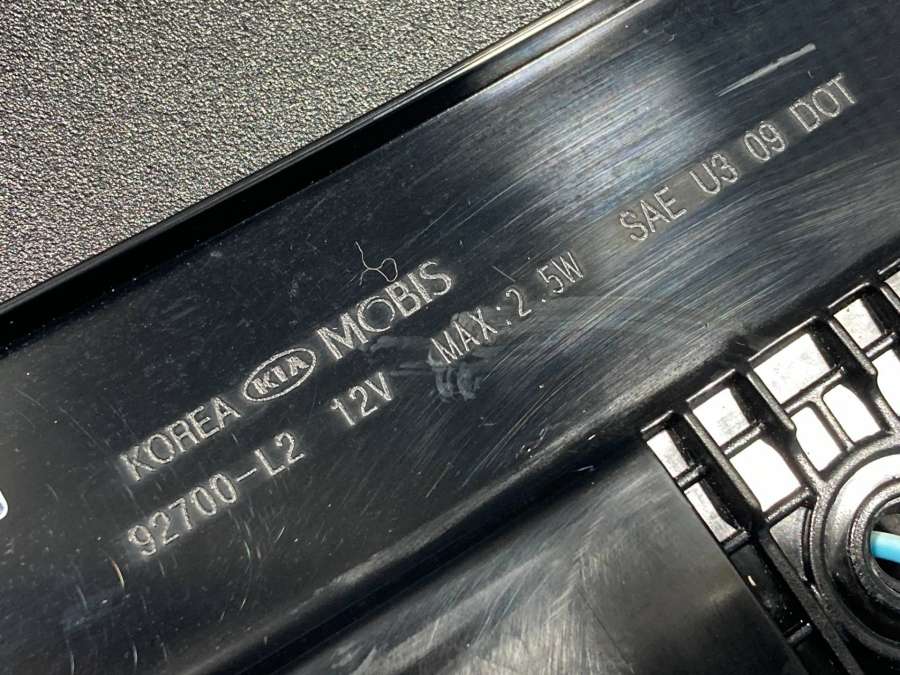 KOREA KIA MOBIS
92700-L2 12V MAX:2.5W SAE U3 09 DOT